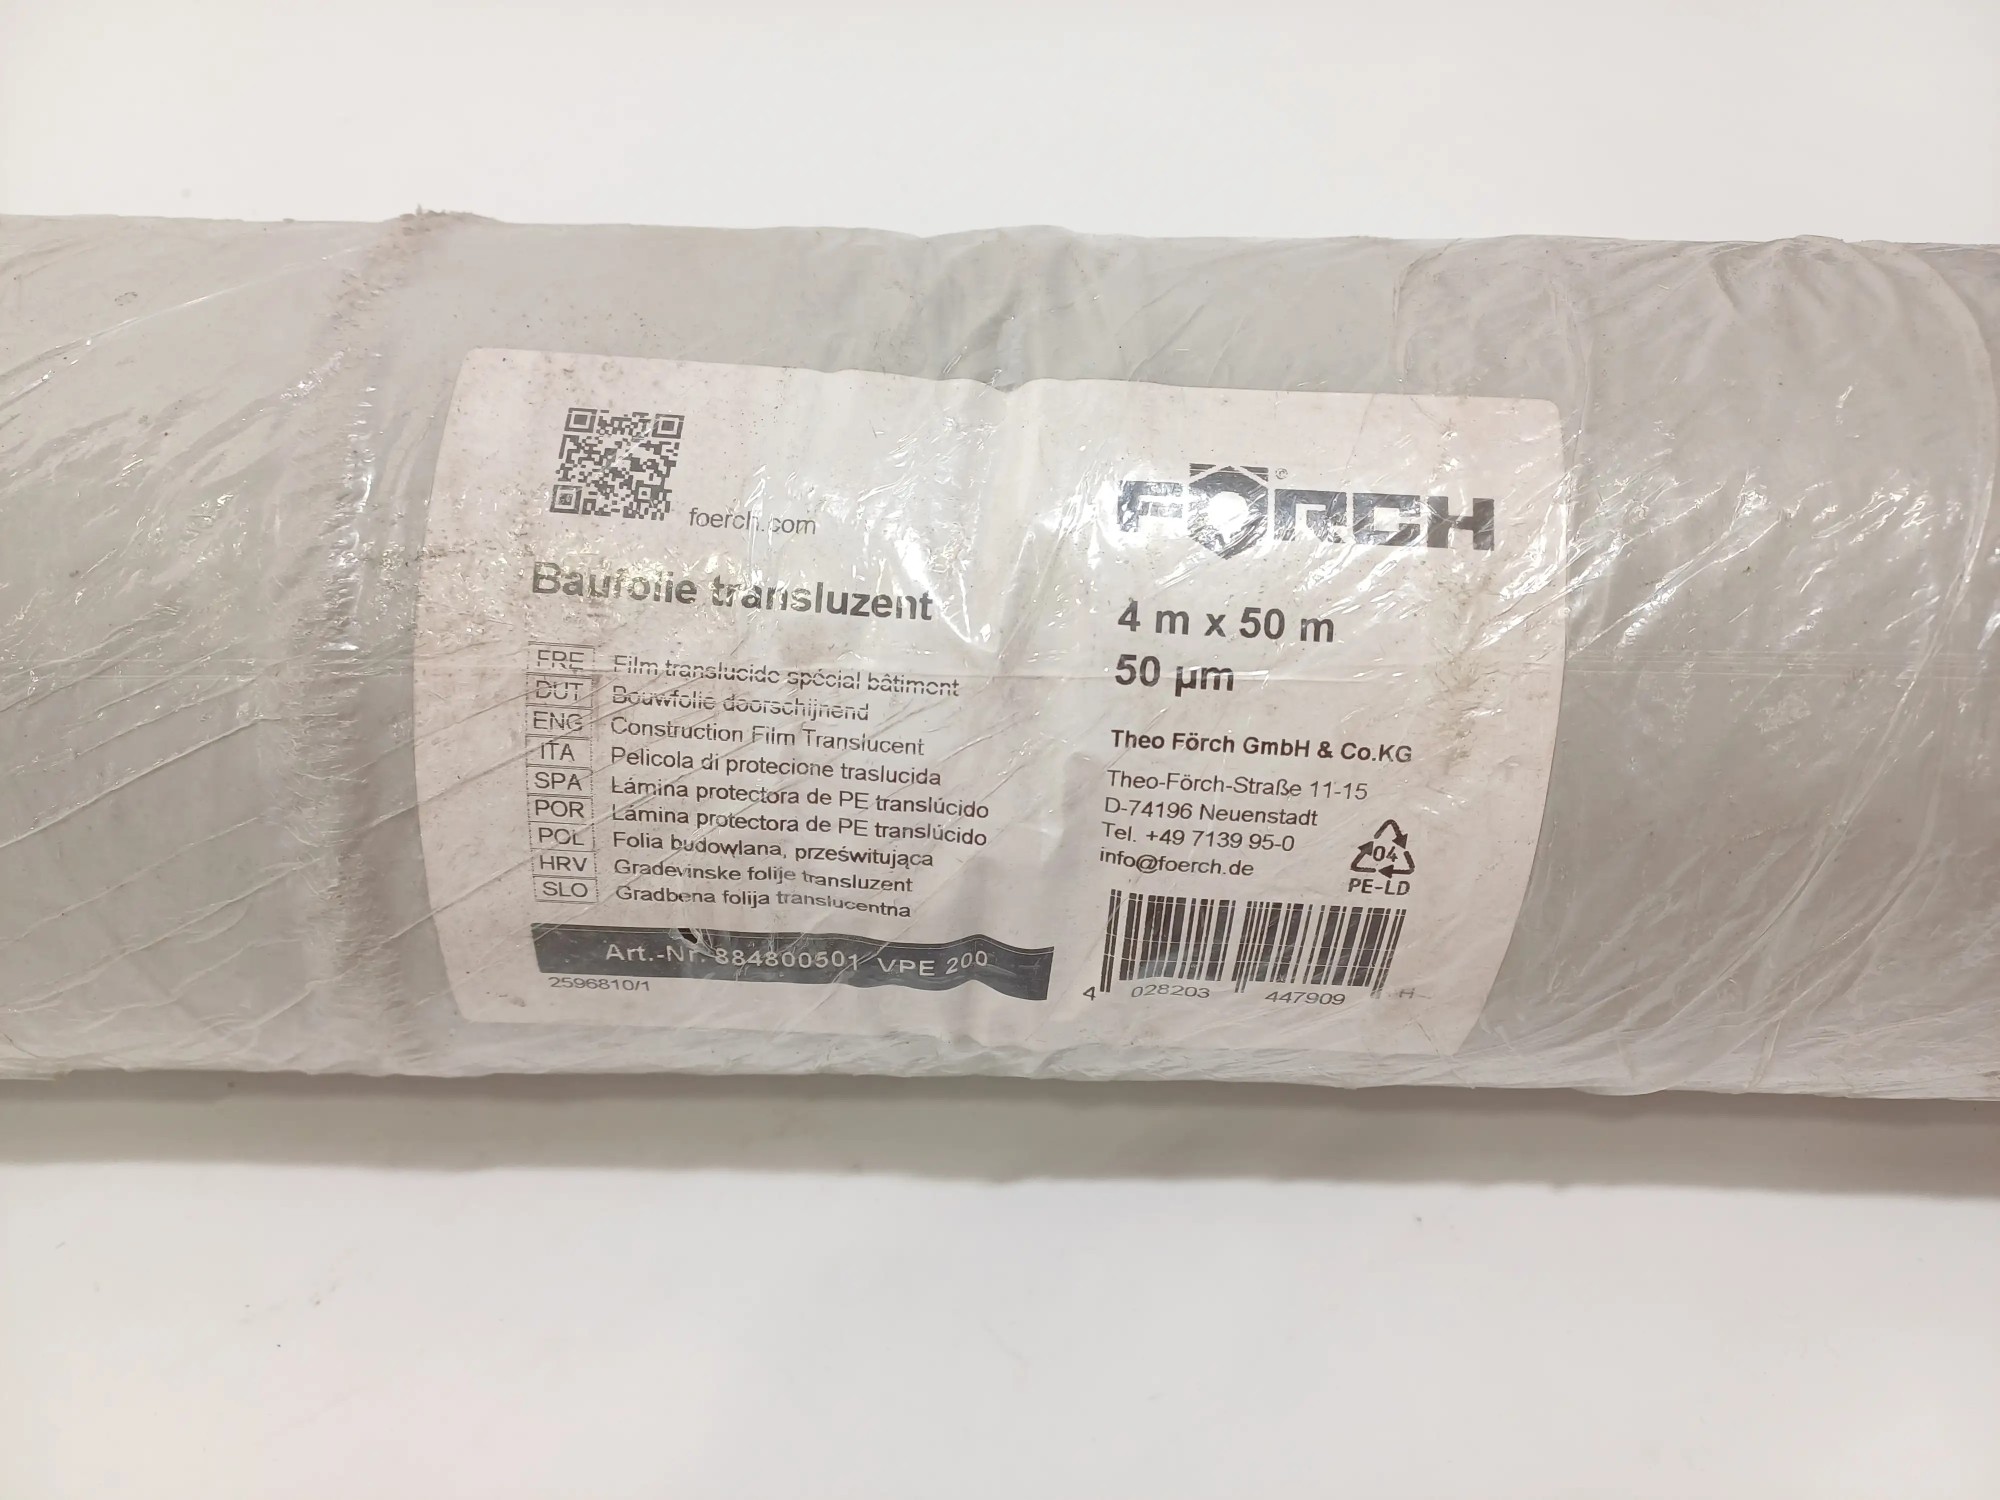 foerch.com
FÖRCH®
Baufolie transluzent
4 m x 50 m
50 µm
FRE Film translucide spécial bâtiment
DUT Bouwfolie doorschijnend
ENG Construction Film Translucent
ITA Pelicola di protecione traslucida
SPA Lámina protectora de PE translúcido
POR Lámina protectora de PE translúcido
POL Folia budowlana, prześwitująca
HRV Gradevinske folije transluzent
SLO Gradbena folija translucentna
Art.-Nr. 884800501 VPE 200
2596810/1
Theo Förch GmbH & Co.KG
Theo-Förch-Straße 11-15
D-74196 Neuenstadt
Tel. +49 7139 95-0
info@foerch.de
04
PE-LD
4 028203 447909